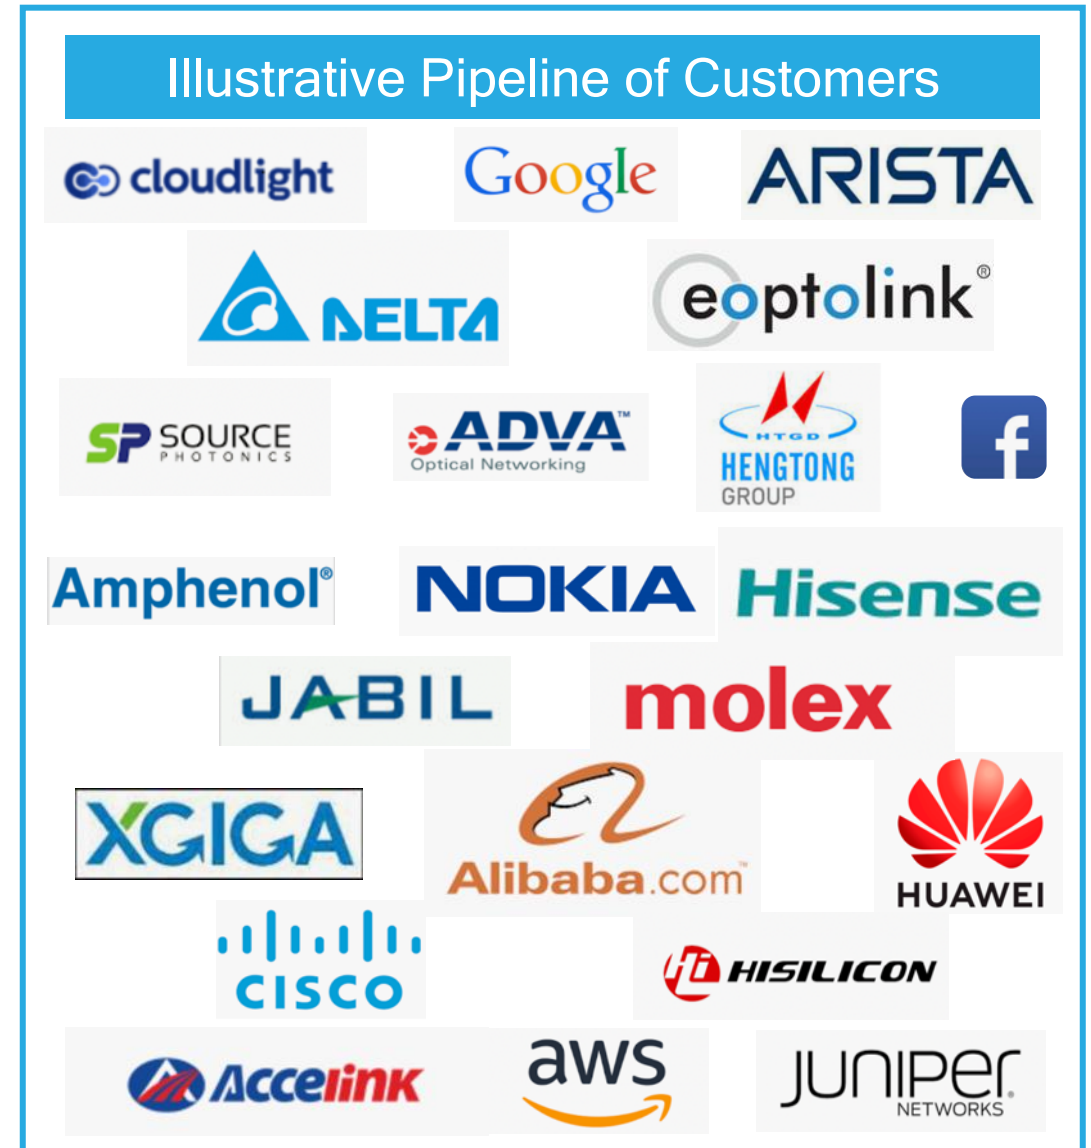 Illustrative Pipeline of Customers
cloudlight
Google
ARISTA
DELTA
eoptolink®
SP SOURCE
PHOTONICS
ADVA™
Optical Networking
HTGD
HENGTONG
GROUP
f
Amphenol®
NOKIA
Hisense
JABIL
molex
XGIGA
Alibaba.com™
HUAWEI
CISCO
Hi HISILICON
Accelink
aws
JUNIPER
NETWORKS®